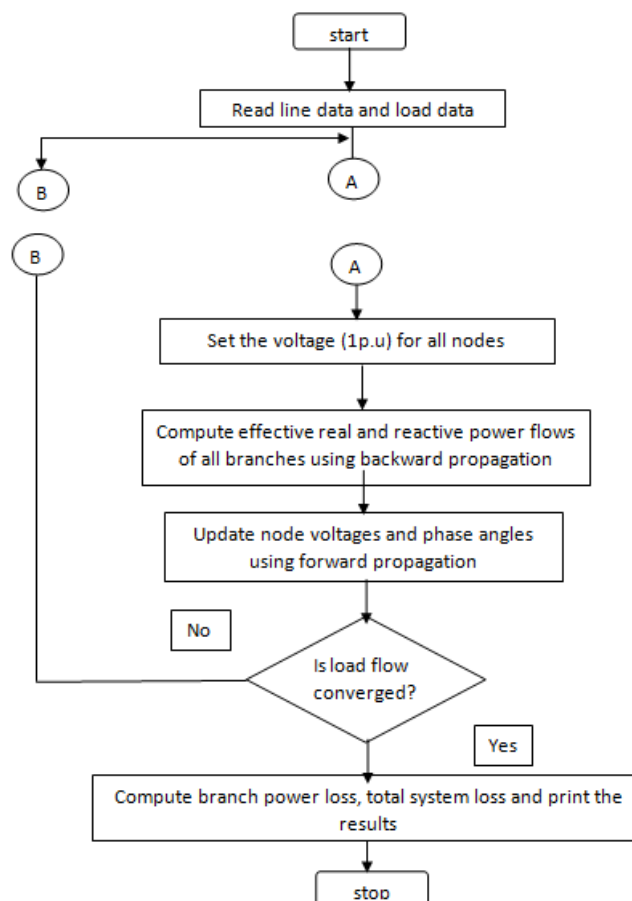 start
Read line data and load data
B
A
B
A
Set the voltage (1p.u) for all nodes
Compute effective real and reactive power flows
of all branches using backward propagation
Update node voltages and phase angles
using forward propagation
No
Is load flow
converged?
Yes
Compute branch power loss, total system loss and print the
results
stop